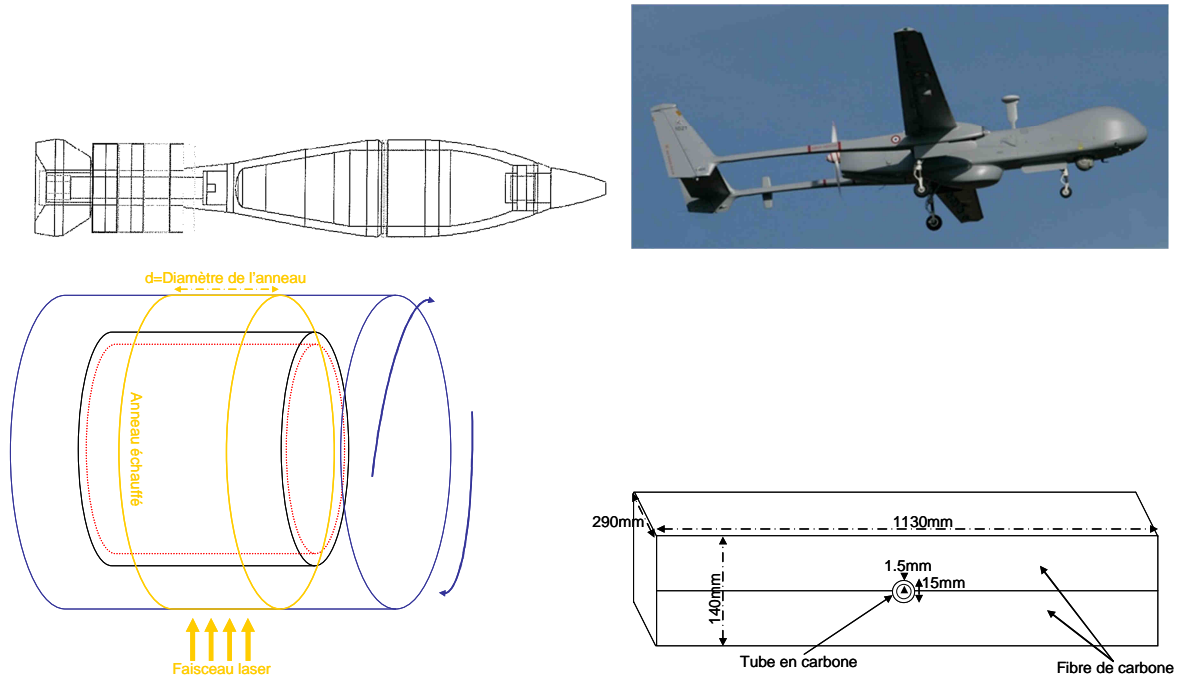 d=Diamètre de l'anneau
Anneau échauffé
Faisceau laser
290mm
1130mm
140mm
1.5mm
15mm
Tube en carbone
Fibre de carbone